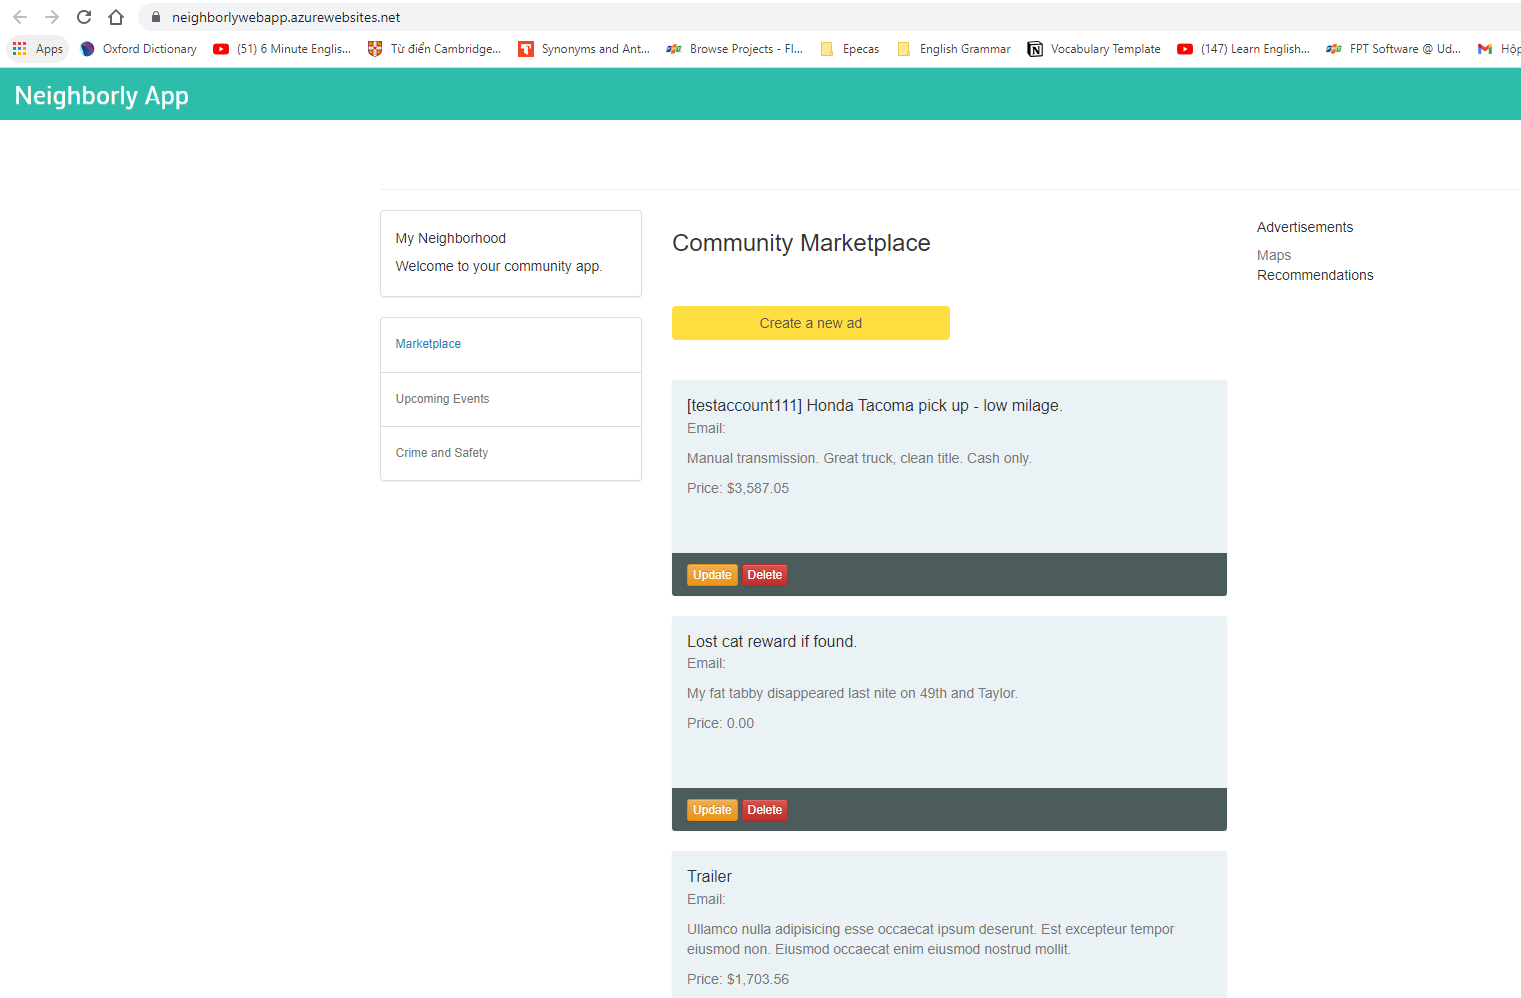 neighborlywebapp.azurewebsites.net
Apps Oxford Dictionary (51) 6 Minute Englis... Từ điển Cambridge... Synonyms and Ant... Browse Projects - Fl... Epecas English Grammar Vocabulary Template (147) Learn English... FPT Software @ Ud... Hộp
Neighborly App
My Neighborhood
Welcome to your community app.
Marketplace
Upcoming Events
Crime and Safety
Community Marketplace
Create a new ad
[testaccount111] Honda Tacoma pick up - low milage.
Email:
Manual transmission. Great truck, clean title. Cash only.
Price: $3,587.05
Update Delete
Lost cat reward if found.
Email:
My fat tabby disappeared last nite on 49th and Taylor.
Price: 0.00
Update Delete
Trailer
Email:
Ullamco nulla adipisicing esse occaecat ipsum deserunt. Est excepteur tempor
eiusmod non. Eiusmod occaecat enim eiusmod nostrud mollit.
Price: $1,703.56
Advertisements
Maps
Recommendations